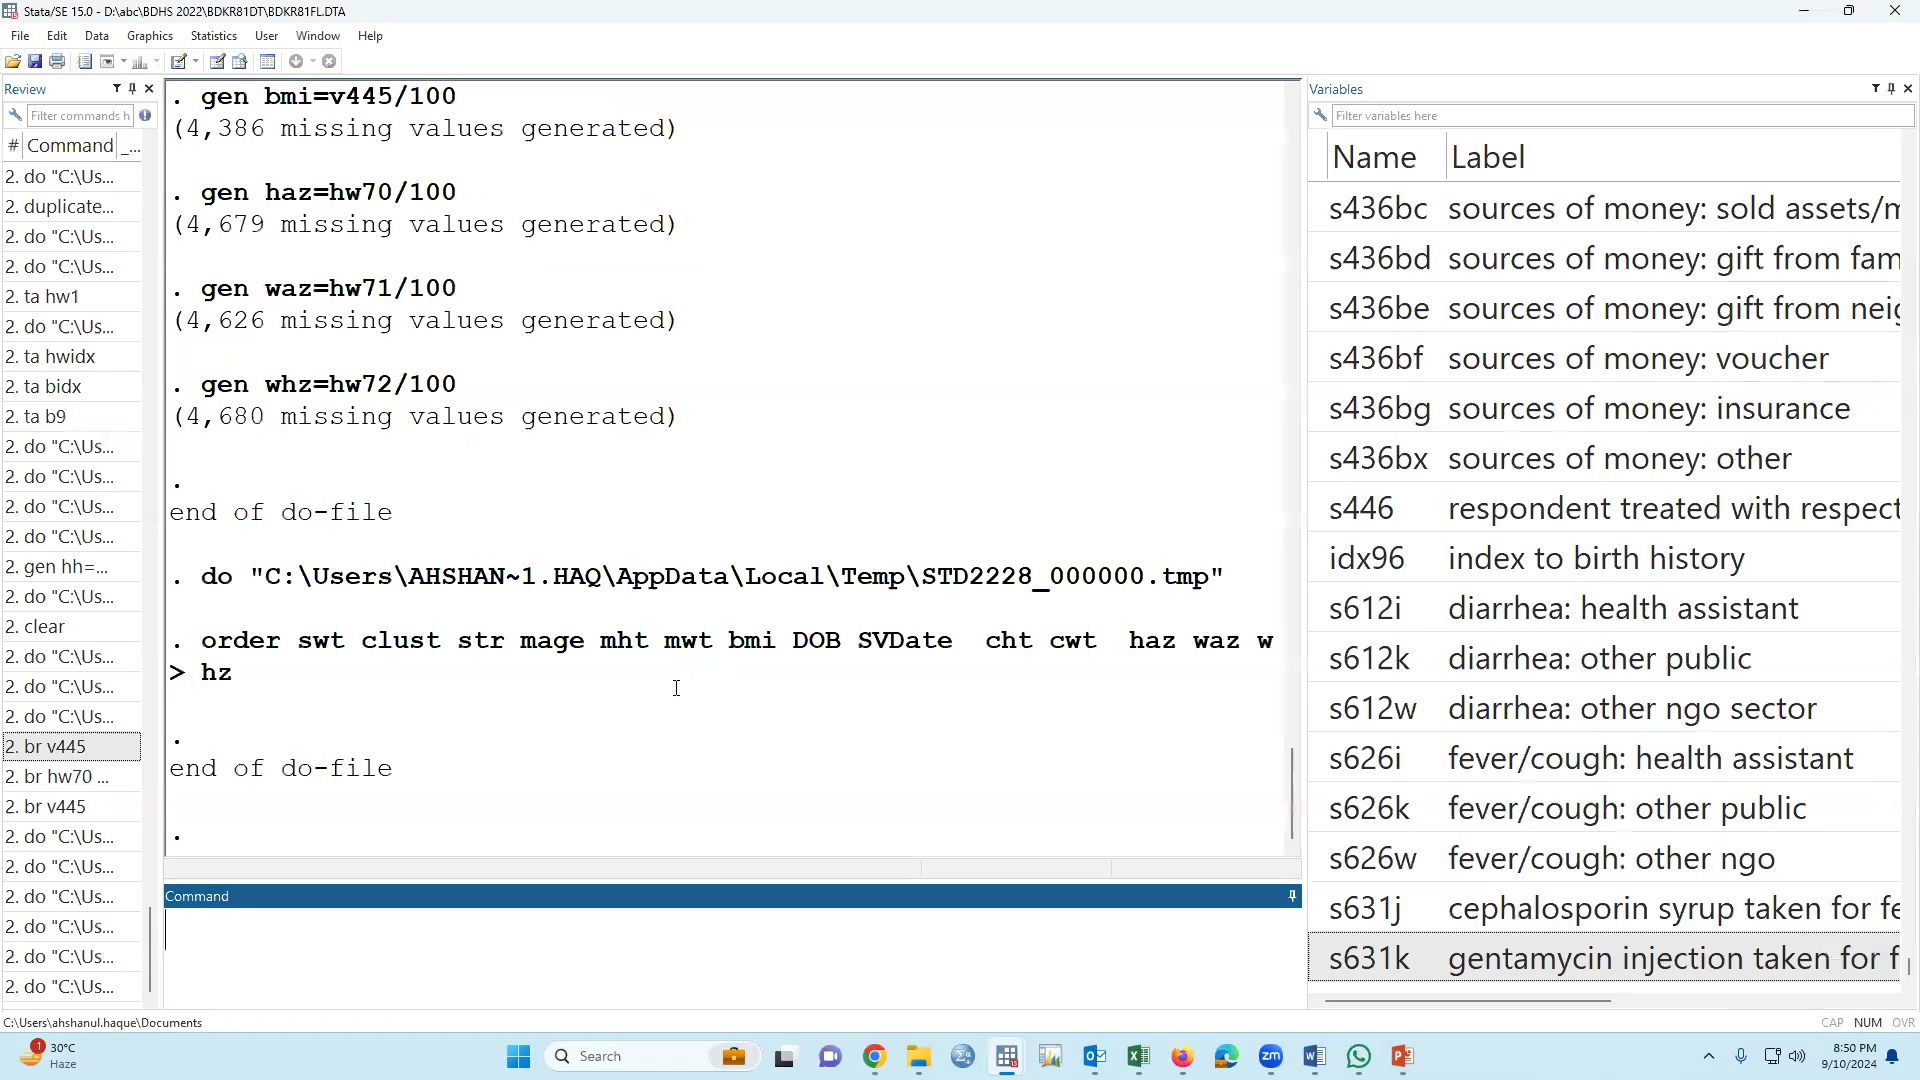 Stata/SE 15.0 - D:\abc\BDHS 2022\BDKR81DT\BDKR81FL.DTA
File Edit Data Graphics Statistics User Window Help
Review
Filter commands h
# Command _...
2. do "C:\Us...
2. duplicate...
2. do "C:\Us...
2. do "C:\Us...
2. ta hw1
2. do "C:\Us...
2. ta hwidx
2. ta bidx
2. ta b9
2. do "C:\Us...
2. do "C:\Us...
2. do "C:\Us...
2. do "C:\Us...
2. gen hh=...
2. do "C:\Us...
2. clear
2. do "C:\Us...
2. do "C:\Us...
2. do "C:\Us...
2. br v445
2. br hw70 ...
2. br v445
2. do "C:\Us...
2. do "C:\Us...
2. do "C:\Us...
2. do "C:\Us...
2. do "C:\Us...
2. do "C:\Us...
. gen bmi=v445/100
(4,386 missing values generated)
. gen haz=hw70/100
(4,679 missing values generated)
. gen waz=hw71/100
(4,626 missing values generated)
. gen whz=hw72/100
(4,680 missing values generated)
.
end of do-file
. do "C:\Users\AHSHAN~1.HAQ\AppData\Local\Temp\STD2228_000000.tmp"
. order swt clust str mage mht mwt bmi DOB SVDate  cht cwt  haz waz w
> hz
.
end of do-file
.
Command
Variables
Filter variables here
Name Label
s436bc sources of money: sold assets/m
s436bd sources of money: gift from fam
s436be sources of money: gift from neig
s436bf sources of money: voucher
s436bg sources of money: insurance
s436bx sources of money: other
s446 respondent treated with respect
idx96 index to birth history
s612i diarrhea: health assistant
s612k diarrhea: other public
s612w diarrhea: other ngo sector
s626i fever/cough: health assistant
s626k fever/cough: other public
s626w fever/cough: other ngo
s631j cephalosporin syrup taken for fe
s631k gentamycin injection taken for f
C:\Users\ahshanul.haque\Documents
CAP NUM OVR
1
30°C
Haze
Search
zm
8:50 PM
9/10/2024